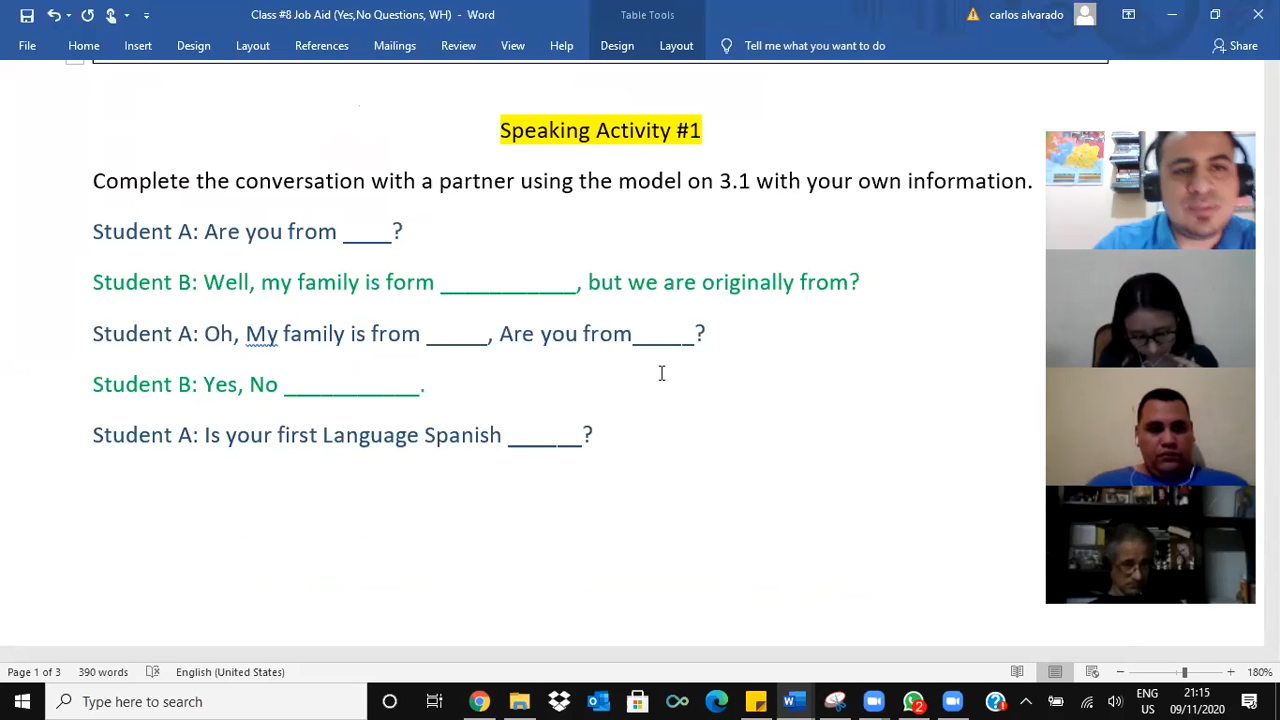 Class #8 Job Aid (Yes,No Questions, WH) - Word
Table Tools
carlos alvarado
File
Home
Insert
Design
Layout
References
Mailings
Review
View
Help
Design
Layout
Tell me what you want to do
Share
Speaking Activity #1
Complete the conversation with a partner using the model on 3.1 with your own information.
Student A: Are you from ____?
Student B: Well, my family is form ___________, but we are originally from?
Student A: Oh, My family is from _____, Are you from_____?
Student B: Yes, No ___________.
Student A: Is your first Language Spanish ______?
Page 1 of 3
390 words
English (United States)
180%
Type here to search
2
ENG
US
21:15
09/11/2020